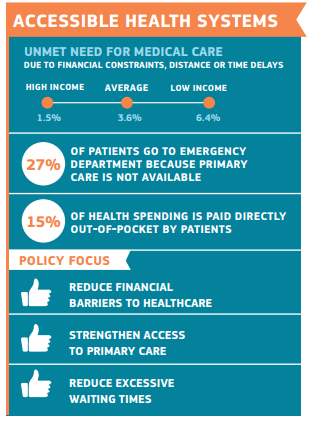 ACCESSIBLE HEALTH SYSTEMS
UNMET NEED FOR MEDICAL CARE
DUE TO FINANCIAL CONSTRAINTS, DISTANCE OR TIME DELAYS
HIGH INCOME AVERAGE LOW INCOME
1.5% 3.6% 6.4%
27% OF PATIENTS GO TO EMERGENCY
DEPARTMENT BECAUSE PRIMARY
CARE IS NOT AVAILABLE
15% OF HEALTH SPENDING IS PAID DIRECTLY
OUT-OF-POCKET BY PATIENTS
POLICY FOCUS
REDUCE FINANCIAL
BARRIERS TO HEALTHCARE
STRENGTHEN ACCESS
TO PRIMARY CARE
REDUCE EXCESSIVE
WAITING TIMES